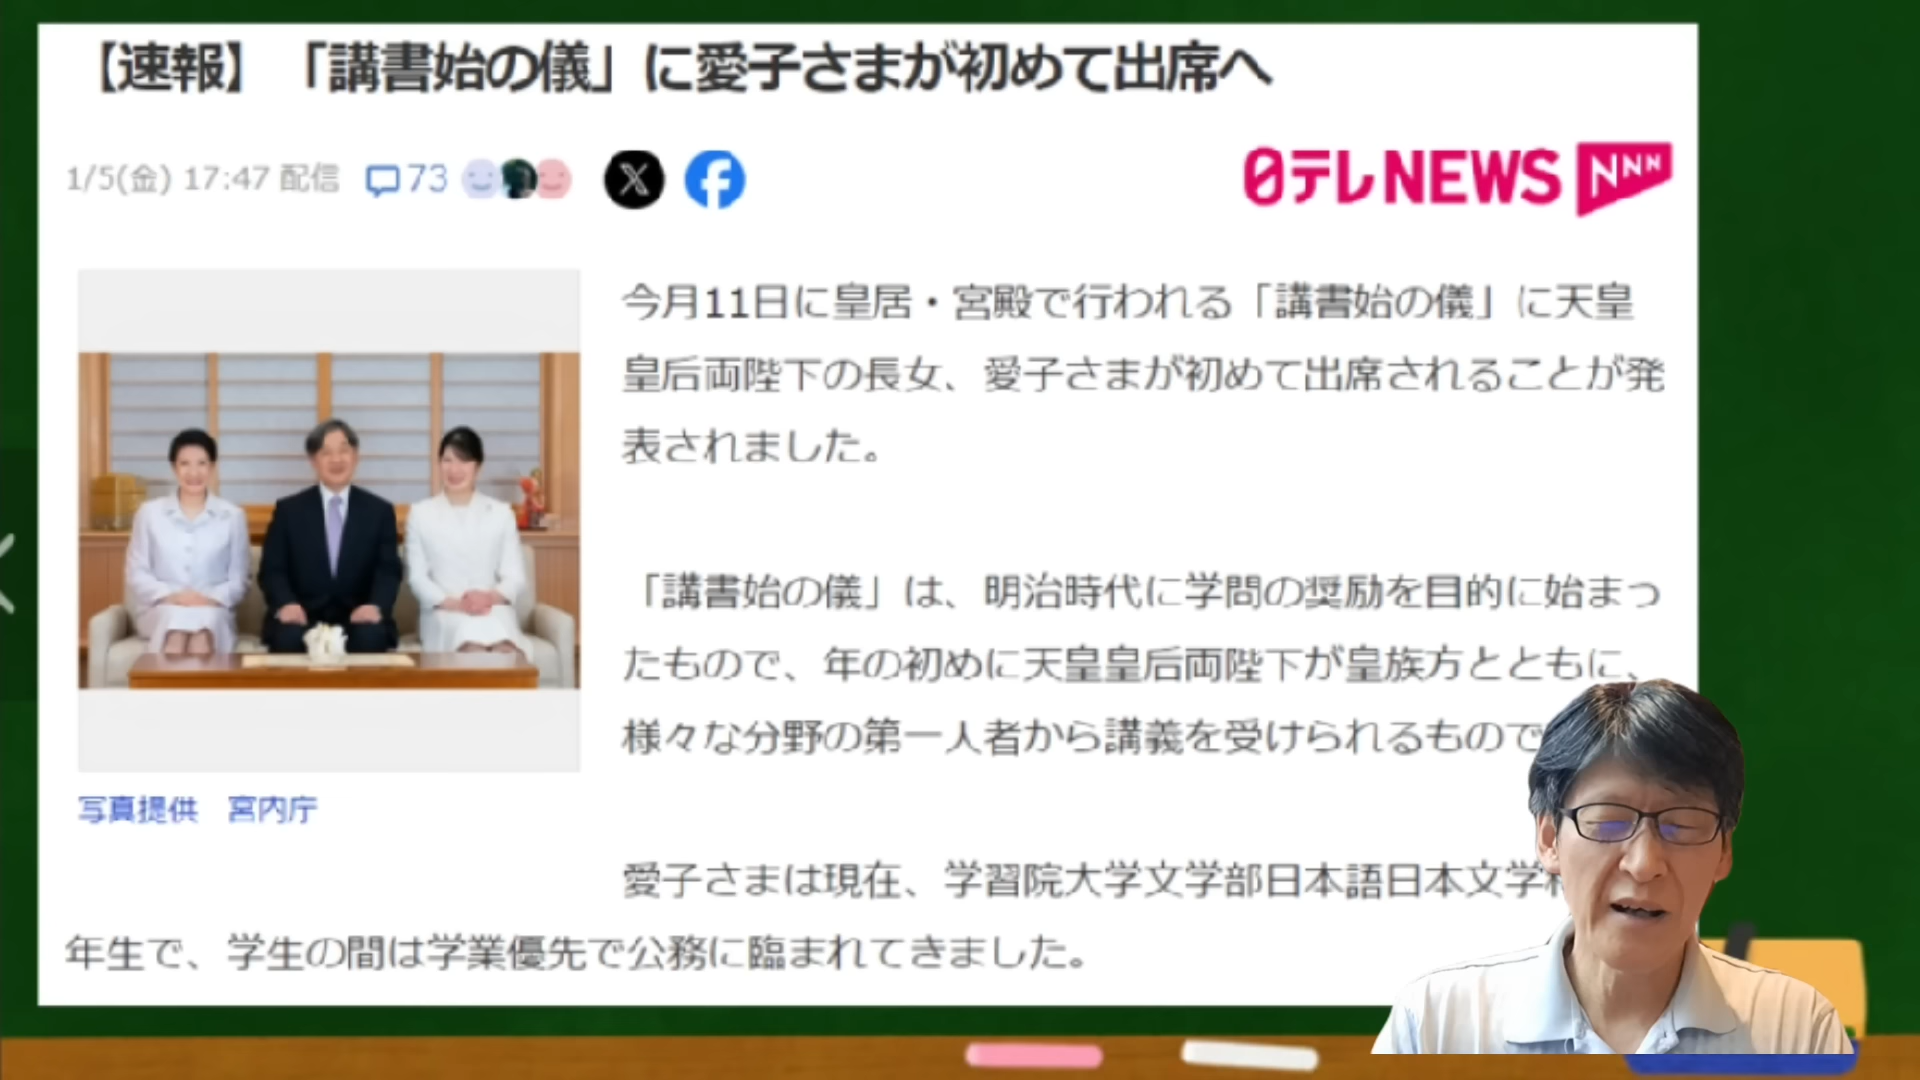 【速報】「講書始の儀」に愛子さまが初めて出席へ
1/5(金) 17:47 配信 73
日テレNEWS NNN
今月11日に皇居・宮殿で行われる「講書始の儀」に天皇
皇后両陛下の長女、愛子さまが初めて出席されることが発
表されました。
「講書始の儀」は、明治時代に学問の奨励を目的に始まっ
たもので、年の初めに天皇皇后両陛下が皇族方とともに、
様々な分野の第一人者から講義を受けられるもので
写真提供 宮内庁
愛子さまは現在、学習院大学文学部日本語日本文学
年生で、学生の間は学業優先で公務に臨まれてきました。